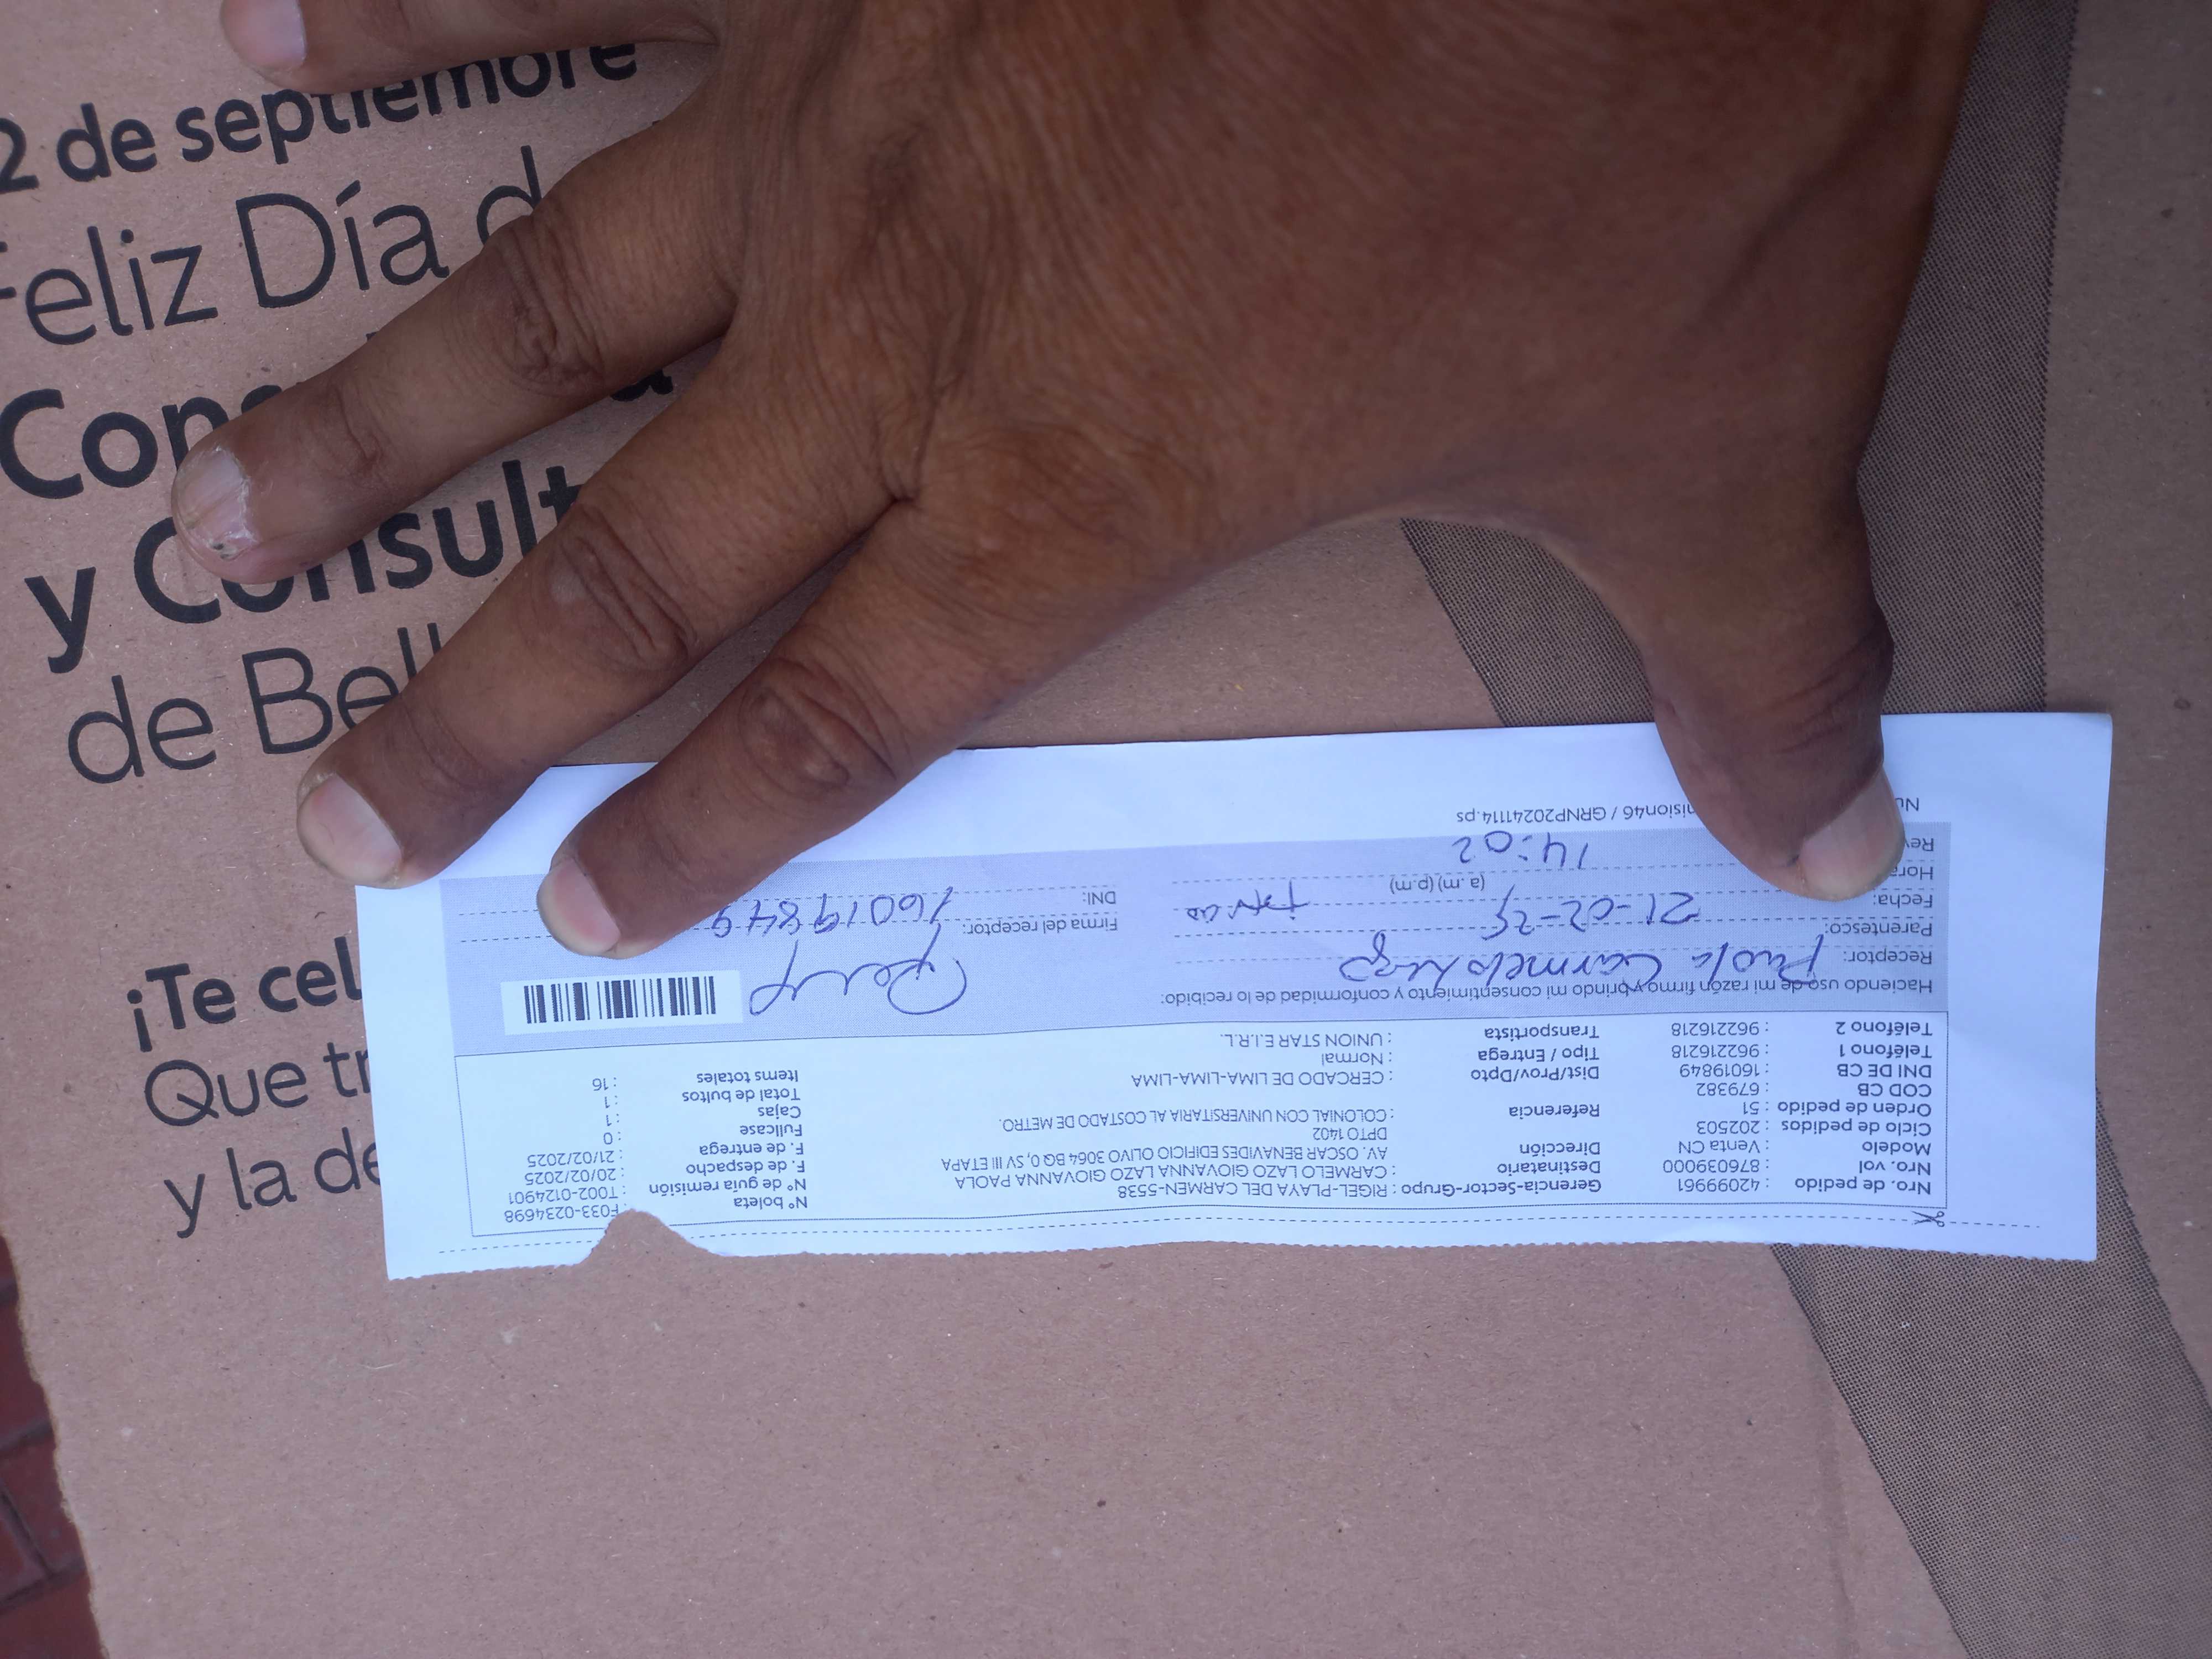 2 de septiembre
Feliz Día d
y Consult
de Bell
¡Te cel
Que tr
y la de
Nro. de pedido : 42099961 Gerencia-Sector-Grupo : RIGEL-PLAYA DEL CARMEN-5538 N° boleta : F033-0234698
Nro. vol : 876039000 Destinatario : CARMELO LAZO GIOVANNA LAZO GIOVANNA PAOLA N° de guía remisión : T002-0124901
Modelo : Venta CN Dirección AV. OSCAR BENAVIDES EDIFICIO OLIVO 3064 BQ 0, SV III ETAPA F. de despacho : 20/02/2025
Ciclo de pedidos : 202503 DPTO 1402 F. de entrega : 21/02/2025
Orden de pedido : 51 Referencia : COLONIAL CON UNIVERSITARIA AL COSTADO DE METRO. Fullcase : 0
COD CB : 679382 Cajas : 1
DNI DE CB : 16019849 Dist/Prov/Dpto : CERCADO DE LIMA-LIMA-LIMA Total de bultos : 1
Teléfono 1 : 962216218 Tipo / Entrega : Normal Items totales : 16
Teléfono 2 : 962216218 Transportista : UNION STAR E.I.R.L.
Haciendo uso de mi razón firmo y brindo mi consentimiento y conformidad de lo recibido:
Receptor: Paola Carmelo Lazo
Parentesco: Firma del receptor:
Fecha: 21-02-25 DNI: 16019849
Hora (a.m) (p.m)
14:02
mision46 / GRNP20241114.ps